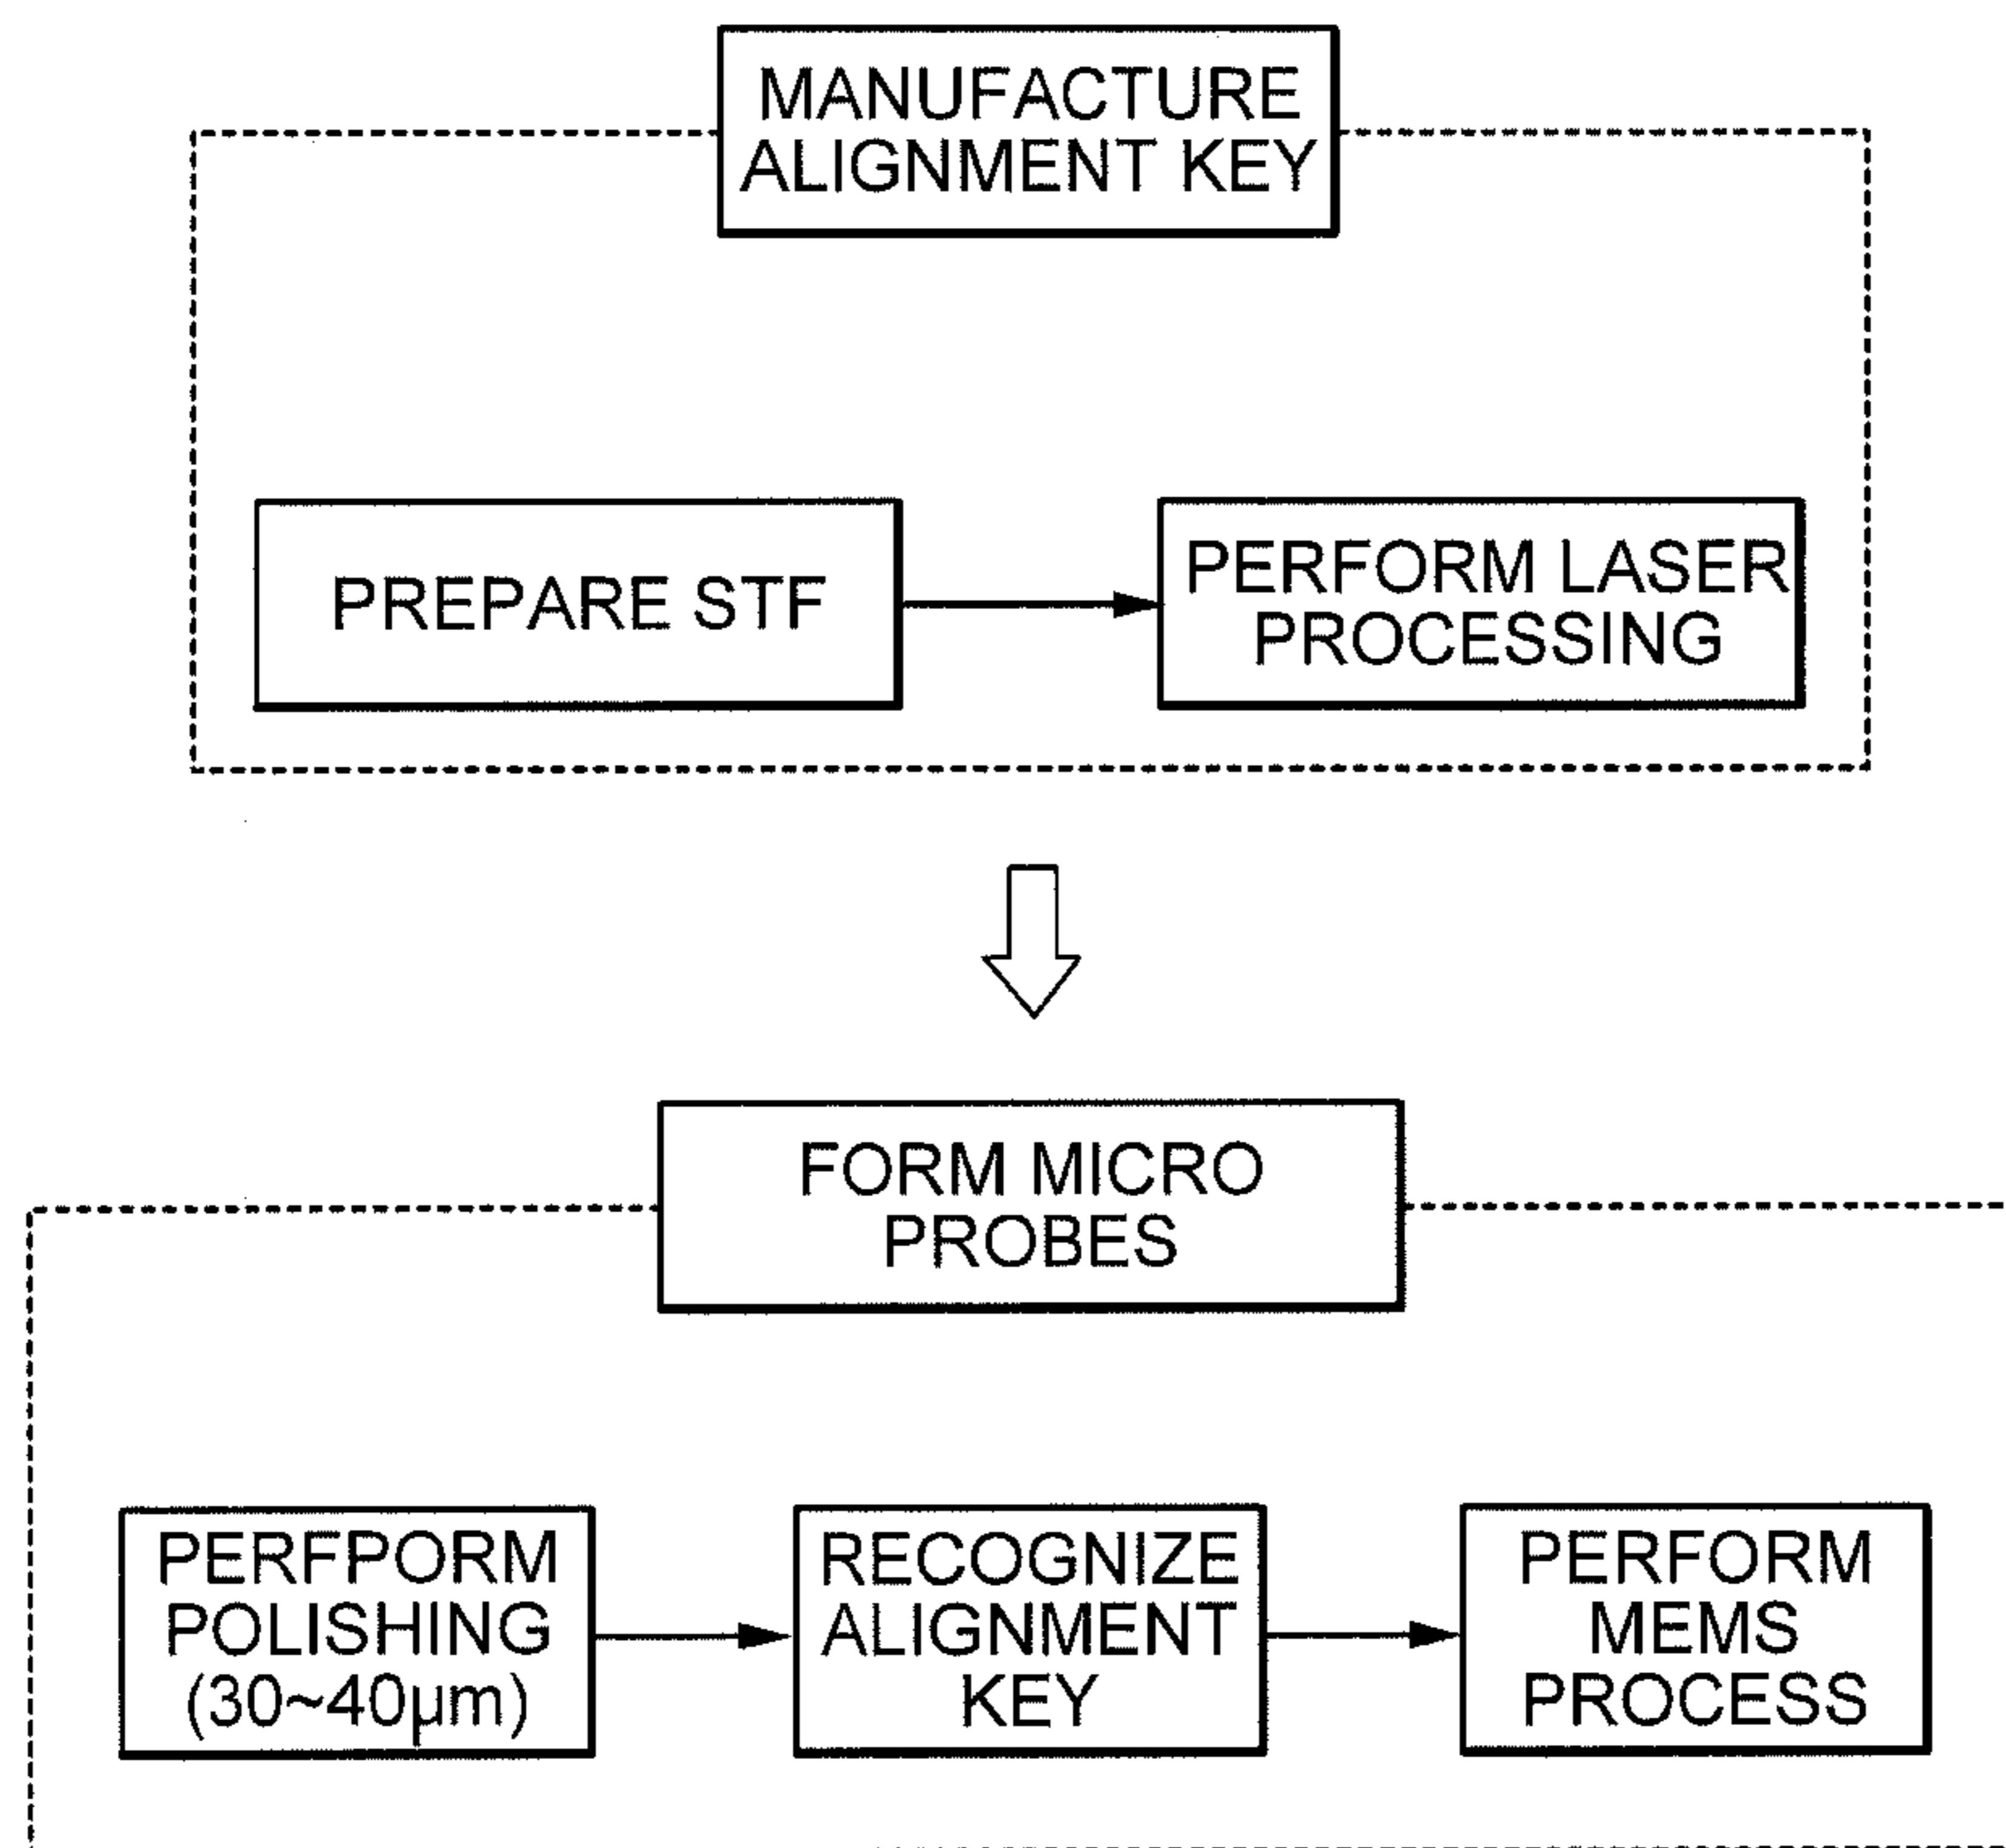 MANUFACTURE
ALIGNMENT KEY
PREPARE STF
PERFORM LASER
PROCESSING
FORM MICRO
PROBES
PERFPORM
POLISHING
(30~40μm)
RECOGNIZE
ALIGNMENT
KEY
PERFORM
MEMS
PROCESS